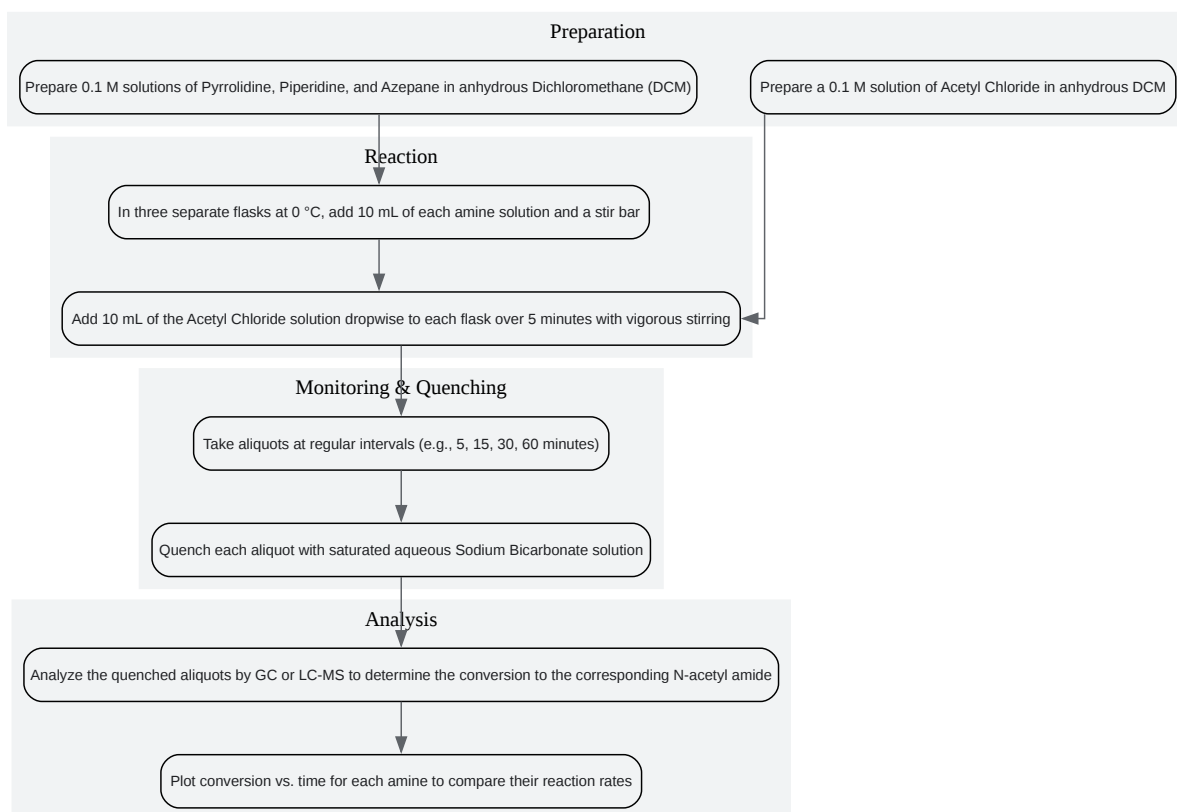 Preparation
Prepare 0.1 M solutions of Pyrrolidine, Piperidine, and Azepane in anhydrous Dichloromethane (DCM)
Prepare a 0.1 M solution of Acetyl Chloride in anhydrous DCM
Reaction
In three separate flasks at 0 °C, add 10 mL of each amine solution and a stir bar
Add 10 mL of the Acetyl Chloride solution dropwise to each flask over 5 minutes with vigorous stirring
Monitoring & Quenching
Take aliquots at regular intervals (e.g., 5, 15, 30, 60 minutes)
Quench each aliquot with saturated aqueous Sodium Bicarbonate solution
Analysis
Analyze the quenched aliquots by GC or LC-MS to determine the conversion to the corresponding N-acetyl amide
Plot conversion vs. time for each amine to compare their reaction rates